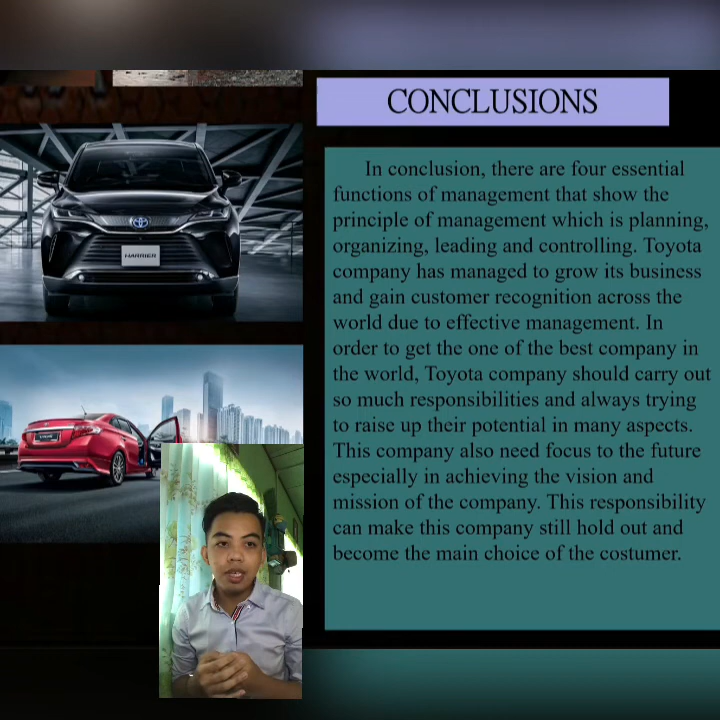 CONCLUSIONS
In conclusion, there are four essential
functions of management that show the
principle of management which is planning,
organizing, leading and controlling. Toyota
company has managed to grow its business
and gain customer recognition across the
world due to effective management. In
order to get the one of the best company in
the world, Toyota company should carry out
so much responsibilities and always trying
to raise up their potential in many aspects.
This company also need focus to the future
especially in achieving the vision and
mission of the company. This responsibility
can make this company still hold out and
become the main choice of the costumer.
HARRIER